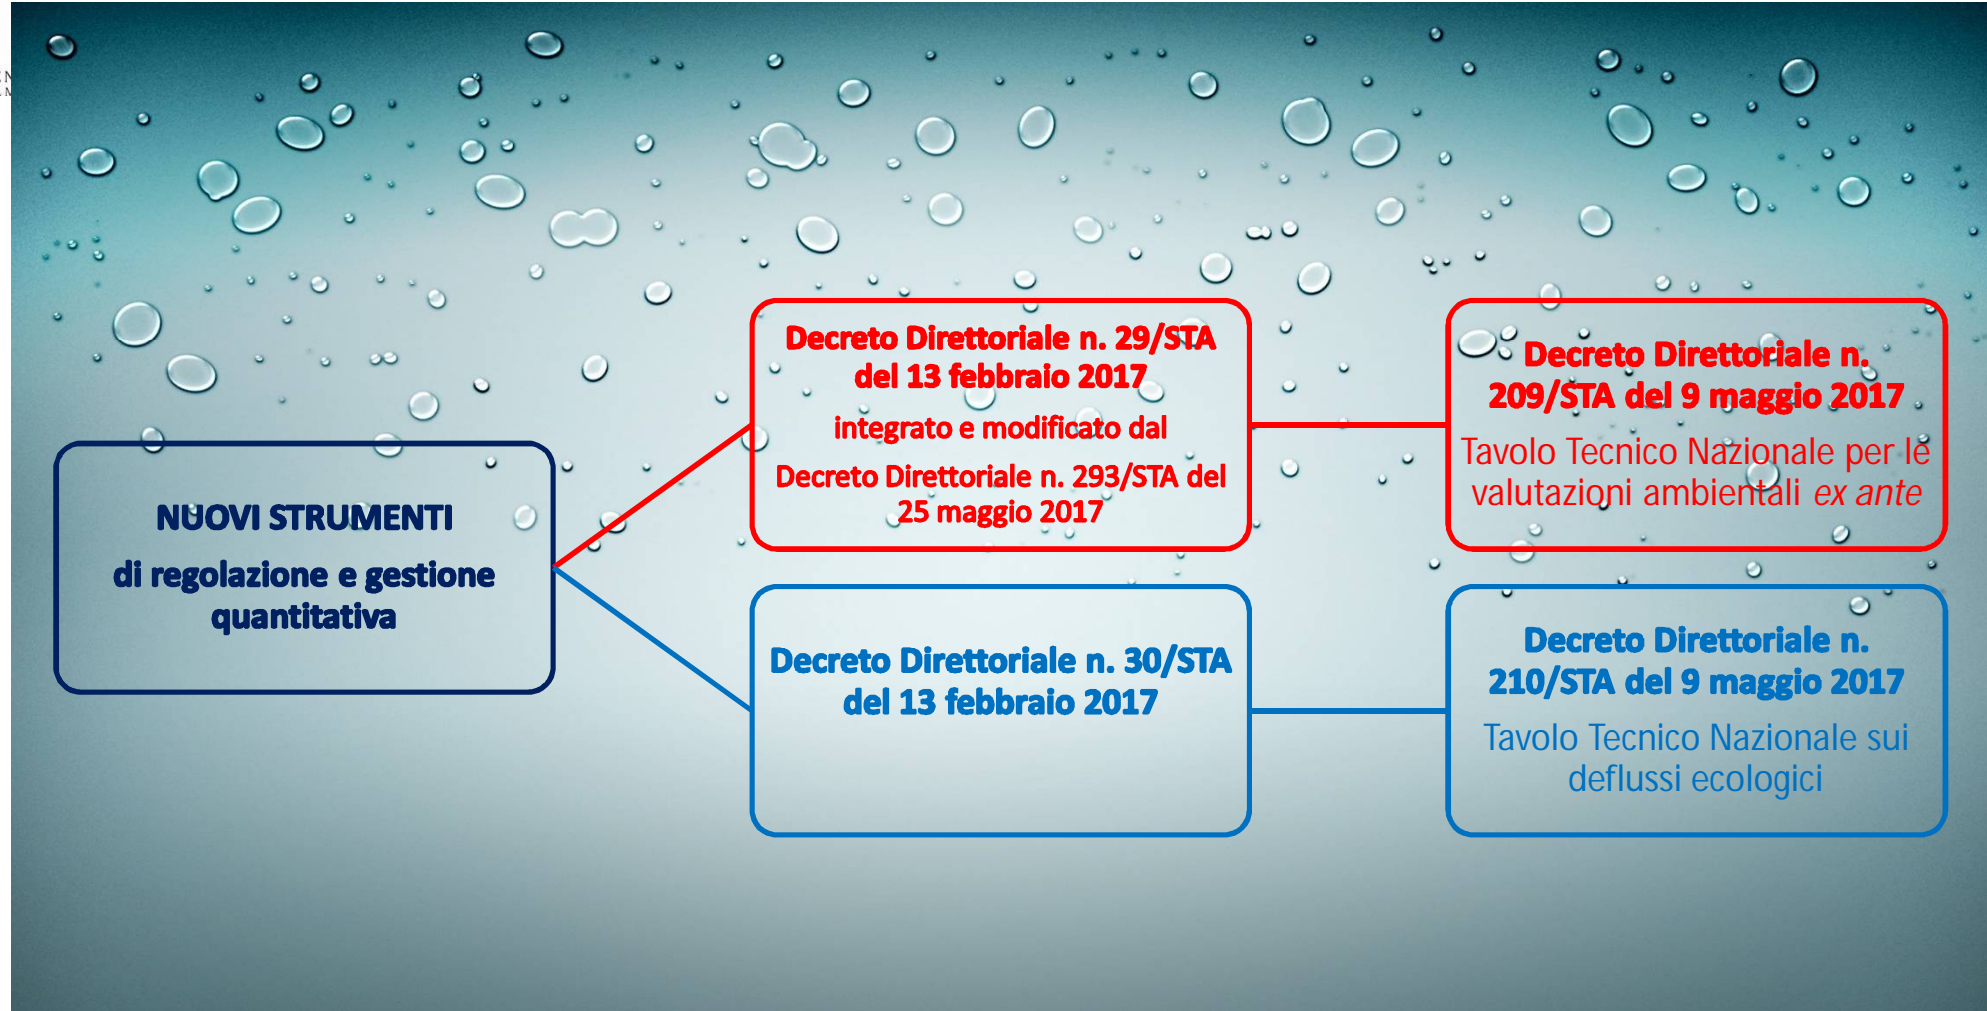 NUOVI STRUMENTI
di regolazione e gestione
quantitativa
Decreto Direttoriale n. 29/STA
del 13 febbraio 2017
integrato e modificato dal
Decreto Direttoriale n. 293/STA del
25 maggio 2017
Decreto Direttoriale n.
209/STA del 9 maggio 2017
Tavolo Tecnico Nazionale per le
valutazioni ambientali ex ante
Decreto Direttoriale n. 30/STA
del 13 febbraio 2017
Decreto Direttoriale n.
210/STA del 9 maggio 2017
Tavolo Tecnico Nazionale sui
deflussi ecologici